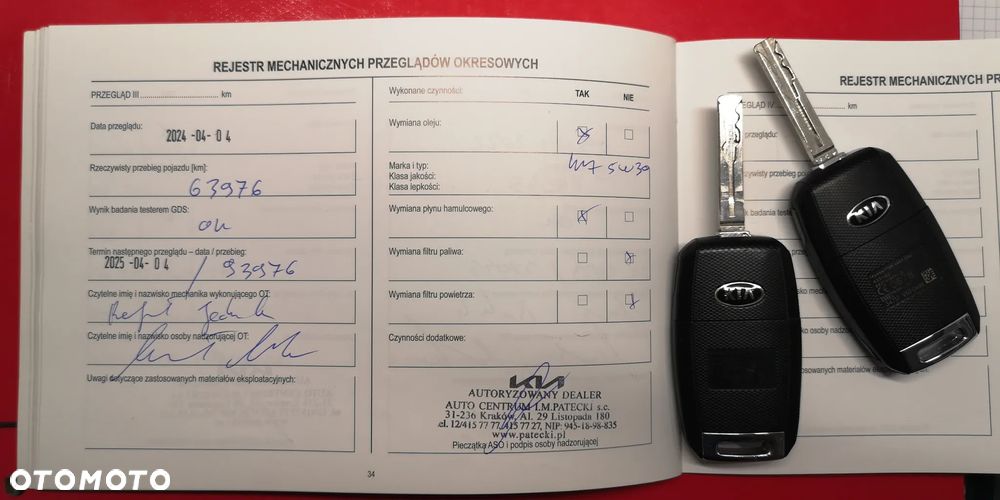 REJESTR MECHANICZNYCH PRZEGLĄDÓW OKRESOWYCH
PRZEGLĄD III .................................. km
Data przeglądu:
2024-04-04
Rzeczywisty przebieg pojazdu [km]:
63976
Wynik badania testerem GDS:
ok
Termin następnego przeglądu – data / przebieg:
2025-04-04 / 93976
Czytelne imię i nazwisko mechanika wykonującego OT:
Czytelne imię i nazwisko osoby nadzorującej OT:
Uwagi dotyczące zastosowanych materiałów eksploatacyjnych:
Wykonane czynności: TAK NIE
Wymiana oleju:
Marka i typ:
Klasa jakości:
Klasa lepkości:
5W30
Wymiana płynu hamulcowego:
Wymiana filtru paliwa:
Wymiana filtru powietrza:
Czynności dodatkowe:
KIA
AUTORYZOWANY DEALER
AUTO CENTRUM I.M.PATECKI s.c.
31-236 Kraków, Al. 29 Listopada 180
tel. 12/415 77 77, 415 77 27, NIP: 945-18-98-835
www.patecki.pl
Pieczątka ASO i podpis osoby nadzorującej
34
REJESTR MECHANICZNYCH
km
przeglądu:
KIA
KIA
OTOMOTO